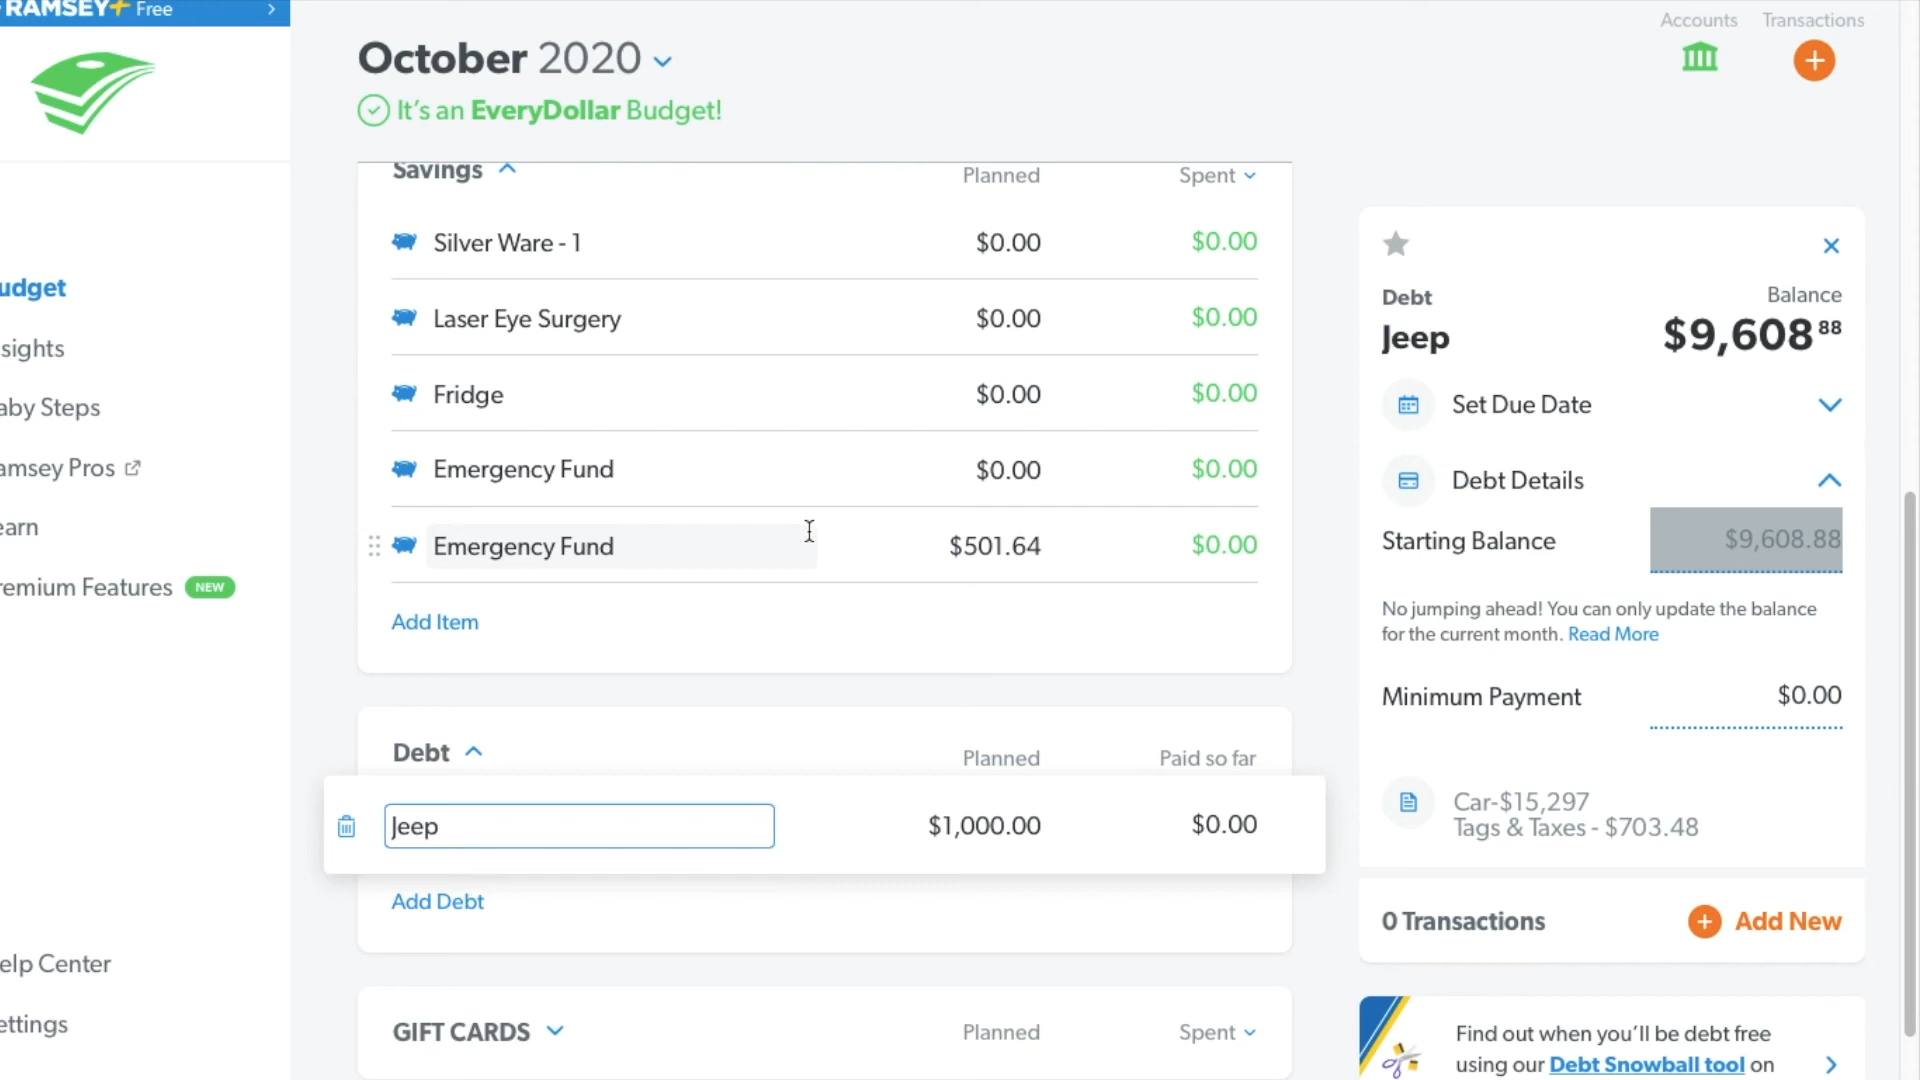 RAMSEY+ Free
udget
sights
aby Steps
amsey Pros
earn
remium Features NEW
elp Center
ettings
October 2020
It's an EveryDollar Budget!
Accounts Transactions
Savings Planned Spent
Silver Ware - 1 $0.00 $0.00
Laser Eye Surgery $0.00 $0.00
Fridge $0.00 $0.00
Emergency Fund $0.00 $0.00
Emergency Fund $501.64 $0.00
Add Item
Debt Planned Paid so far
Jeep $1,000.00 $0.00
Add Debt
GIFT CARDS Planned Spent
Debt Balance
Jeep $9,608 88
Set Due Date
Debt Details
Starting Balance $9,608.88
No jumping ahead! You can only update the balance
for the current month. Read More
Minimum Payment $0.00
Car-$15,297
Tags & Taxes - $703.48
0 Transactions Add New
Find out when you'll be debt free
using our Debt Snowball tool on